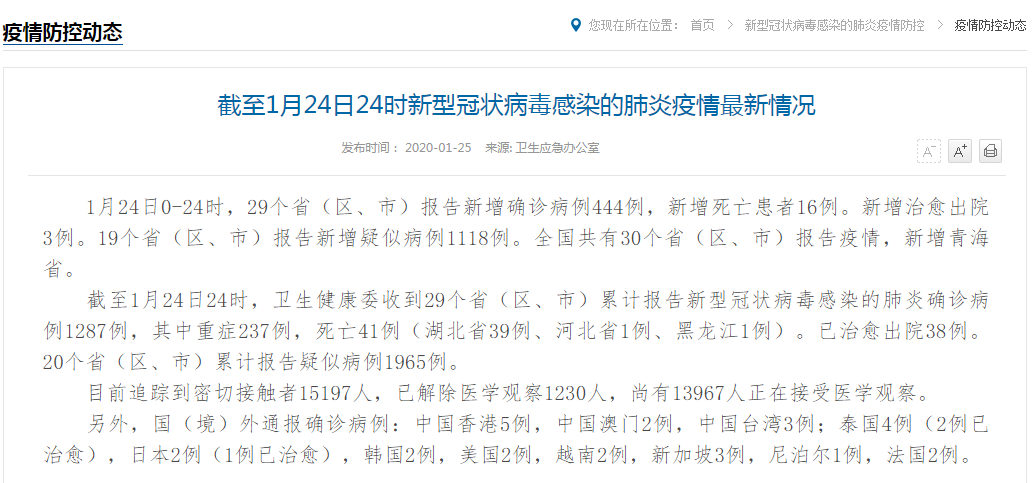 疫情防控动态
您现在所在位置： 首页 > 新型冠状病毒感染的肺炎疫情防控 > 疫情防控动态
截至1月24日24时新型冠状病毒感染的肺炎疫情最新情况
发布时间： 2020-01-25 来源: 卫生应急办公室
A- A+
1月24日0-24时，29个省（区、市）报告新增确诊病例444例，新增死亡患者16例。新增治愈出院
3例。19个省（区、市）报告新增疑似病例1118例。全国共有30个省（区、市）报告疫情，新增青海
省。
截至1月24日24时，卫生健康委收到29个省（区、市）累计报告新型冠状病毒感染的肺炎确诊病
例1287例，其中重症237例，死亡41例（湖北省39例、河北省1例、黑龙江1例）。已治愈出院38例。
20个省（区、市）累计报告疑似病例1965例。
目前追踪到密切接触者15197人，已解除医学观察1230人，尚有13967人正在接受医学观察。
另外，国（境）外通报确诊病例：中国香港5例，中国澳门2例，中国台湾3例；泰国4例（2例已
治愈），日本2例（1例已治愈），韩国2例，美国2例，越南2例，新加坡3例，尼泊尔1例，法国2例。